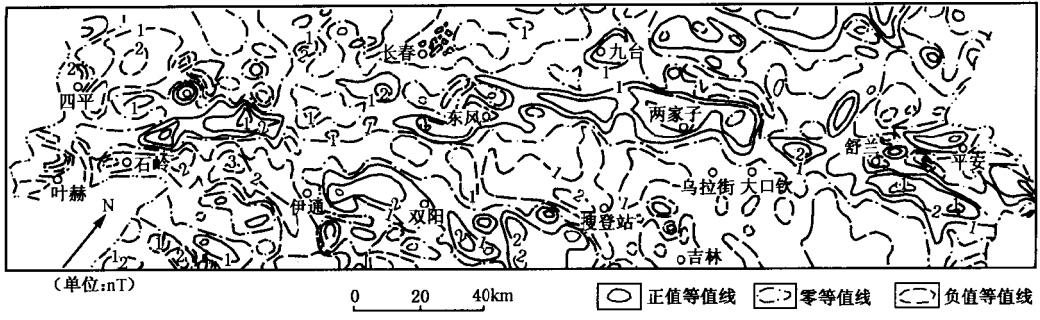 长春
九台
四平
东风
两家子
石岭
舒兰
平安
叶赫
伊通
双阳
乌拉街 大口钦
搜登站
吉林
N
(单位:nT)
0 20 40km
正值等值线
零等值线
负值等值线